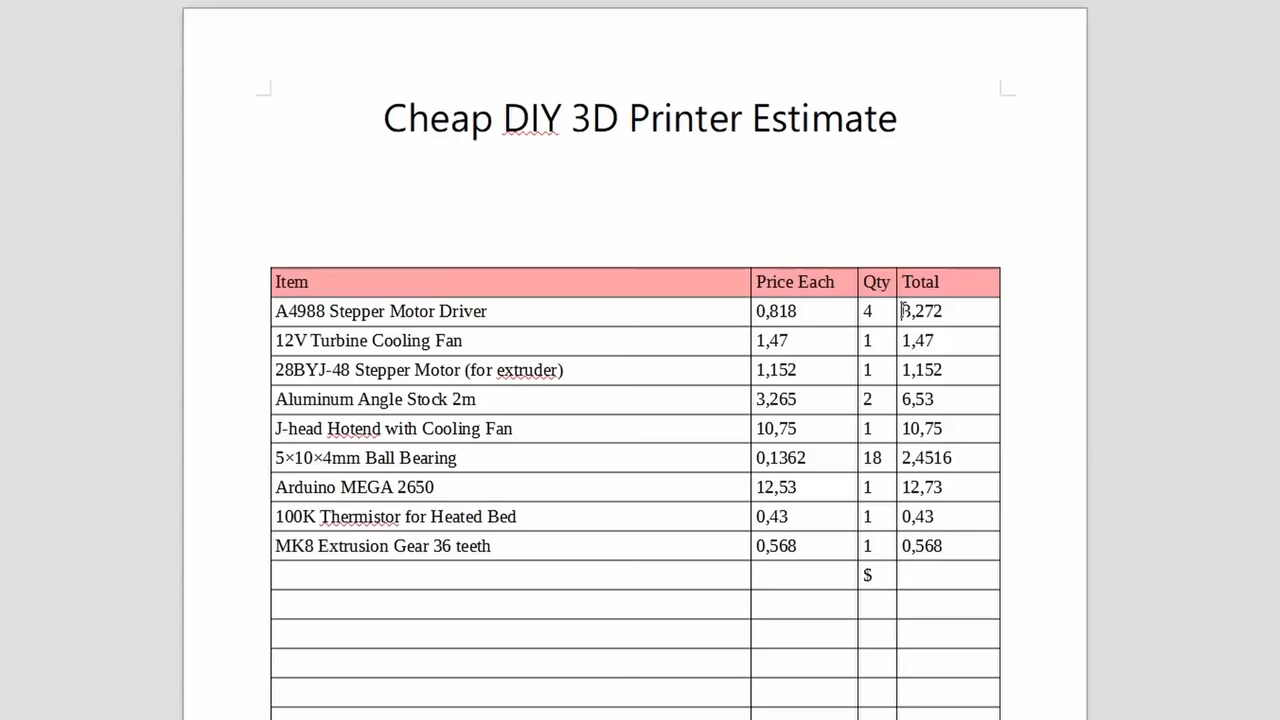 Cheap DIY 3D Printer Estimate
Item Price Each Qty Total
A4988 Stepper Motor Driver 0,818 4 3,272
12V Turbine Cooling Fan 1,47 1 1,47
28BYJ-48 Stepper Motor (for extruder) 1,152 1 1,152
Aluminum Angle Stock 2m 3,265 2 6,53
J-head Hotend with Cooling Fan 10,75 1 10,75
5×10×4mm Ball Bearing 0,1362 18 2,4516
Arduino MEGA 2650 12,53 1 12,73
100K Thermistor for Heated Bed 0,43 1 0,43
MK8 Extrusion Gear 36 teeth 0,568 1 0,568
$